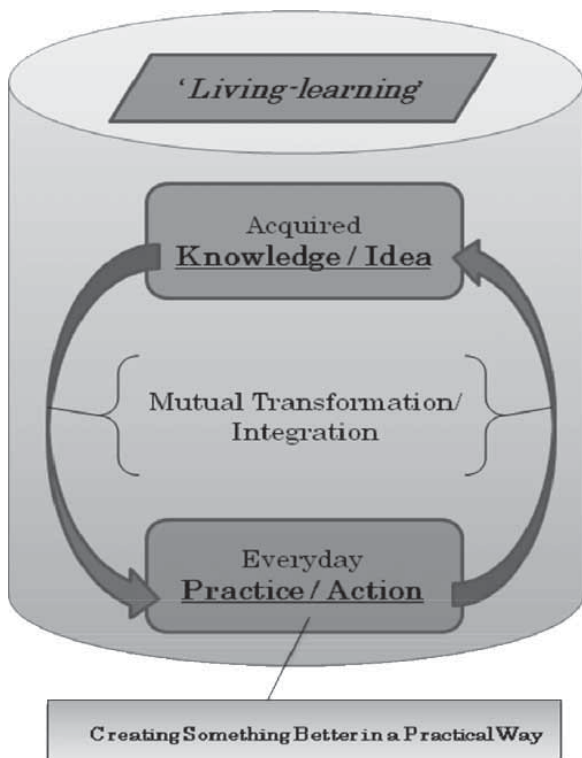 ‘Living-learning’
Acquired
Knowledge / Idea
Mutual Transformation/
Integration
Everyday
Practice / Action
Creating Something Better in a Practical Way